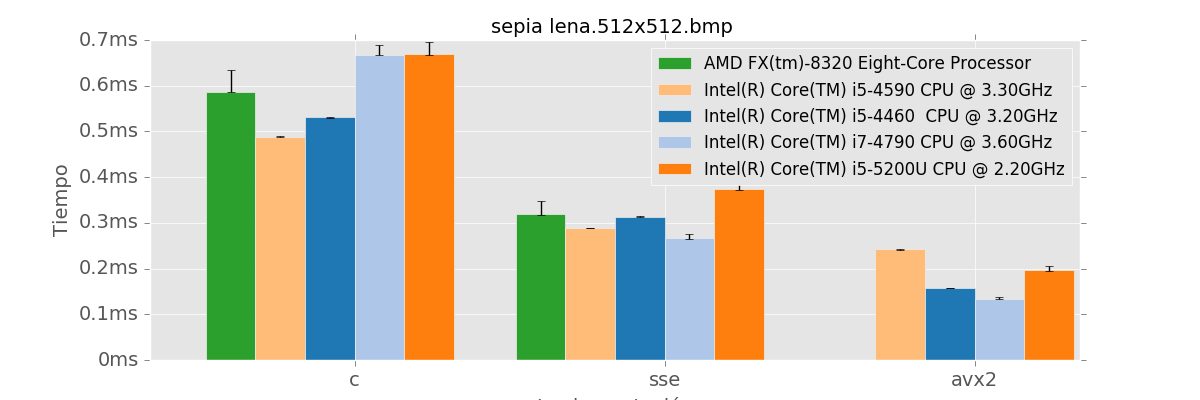 sepia lena.512x512.bmp
0.7ms
0.6ms
0.5ms
0.4ms
0.3ms
0.2ms
0.1ms
0ms
Tiempo
AMD FX(tm)-8320 Eight-Core Processor
Intel(R) Core(TM) i5-4590 CPU @ 3.30GHz
Intel(R) Core(TM) i5-4460  CPU @ 3.20GHz
Intel(R) Core(TM) i7-4790 CPU @ 3.60GHz
Intel(R) Core(TM) i5-5200U CPU @ 2.20GHz
c
sse
avx2